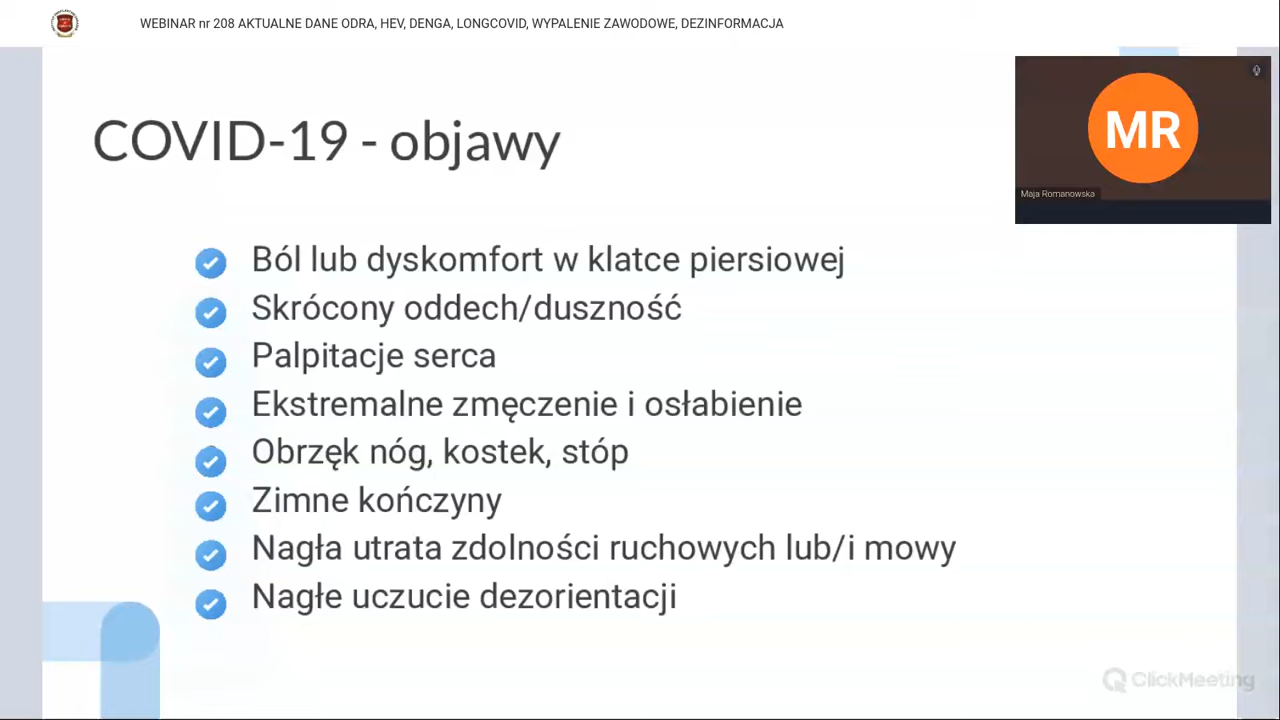 WEBINAR nr 208 AKTUALNE DANE ODRA, HEV, DENGA, LONGCOVID, WYPALENIE ZAWODOWE, DEZINFORMACJA
MR
Maja Romanowska
COVID-19 - objawy
Ból lub dyskomfort w klatce piersiowej
Skrócony oddech/duszność
Palpitacje serca
Ekstremalne zmęczenie i osłabienie
Obrzęk nóg, kostek, stóp
Zimne kończyny
Nagła utrata zdolności ruchowych lub/i mowy
Nagłe uczucie dezorientacji
ClickMeeting